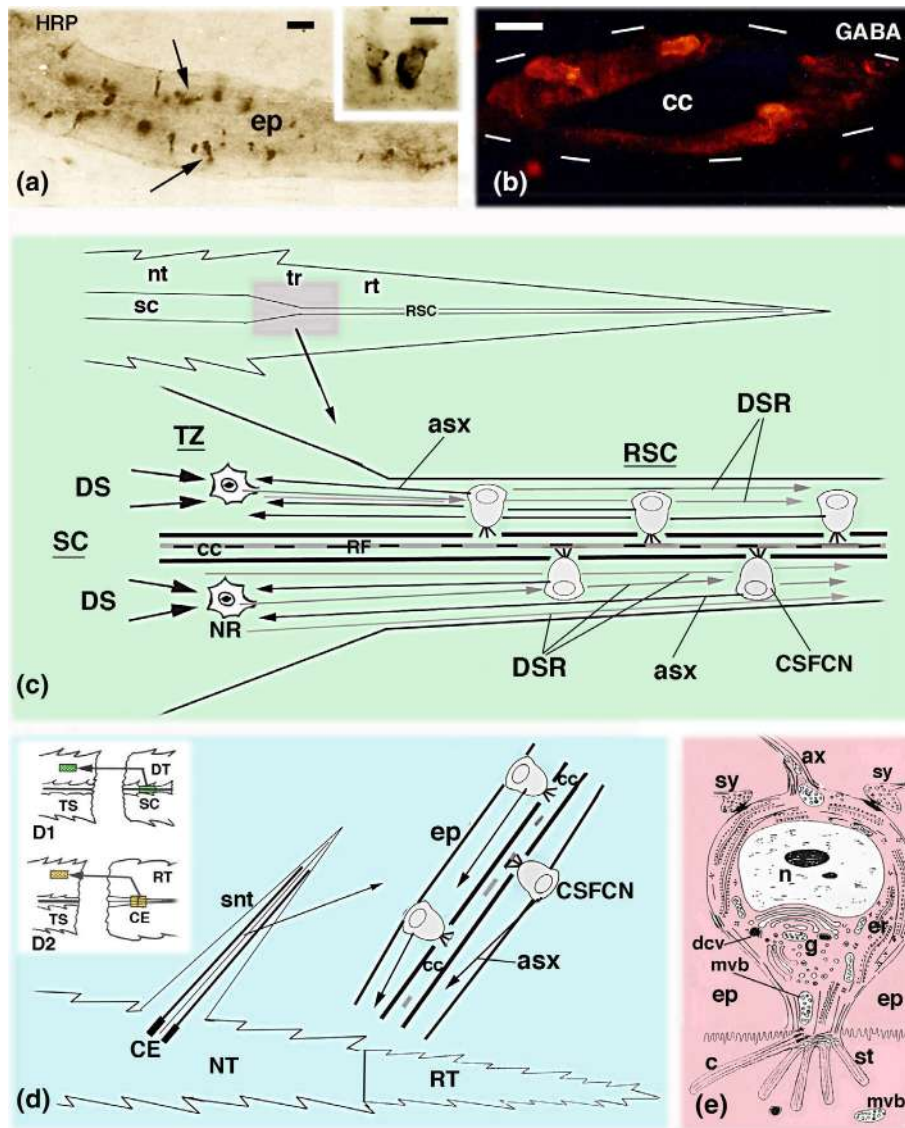 HRP
ep
(a)
GABA
cc
(b)
nt
tr
rt
sc
RSC
TZ
asx
RSC
DSR
DS
SC
cc
RF
DS
NR
DSR
asx
CSFCN
(c)
DT
TS
SC
D1
RT
TS
CE
D2
snt
ep
cc
CSFCN
cc
asx
CE
NT
RT
(d)
ax
sy
sy
n
er
dcv
g
mvb
ep
ep
c
st
mvb
(e)